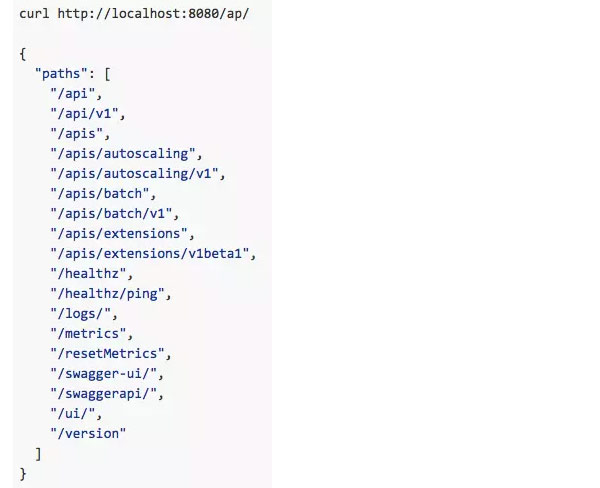 curl http://localhost:8080/ap/
{
"paths": [
"/api",
"/api/v1",
"/apis",
"/apis/autoscaling",
"/apis/autoscaling/v1",
"/apis/batch",
"/apis/batch/v1",
"/apis/extensions",
"/apis/extensions/v1beta1",
"/healthz",
"/healthz/ping",
"/logs/",
"/metrics",
"/resetMetrics",
"/swagger-ui/",
"/swaggerapi/",
"/ui/",
"/version"
]
}